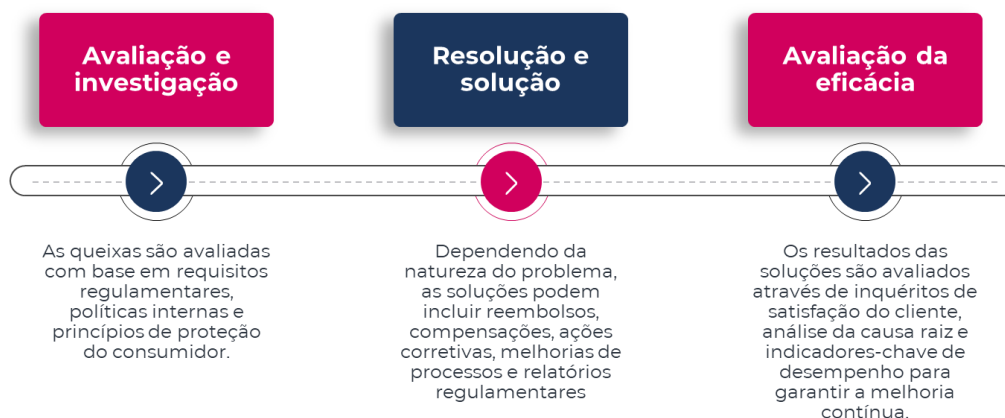 Avaliação e
investigação
As queixas são avaliadas
com base em requisitos
regulamentares,
políticas internas e
princípios de proteção
do consumidor.
Resolução e
solução
Dependendo da
natureza do problema,
as soluções podem
incluir reembolsos,
compensações, ações
corretivas, melhorias de
processos e relatórios
regulamentares
Avaliação da
eficácia
Os resultados das
soluções são avaliados
através de inquéritos de
satisfação do cliente,
análise da causa raiz e
indicadores-chave de
desempenho para
garantir a melhoria
contínua.